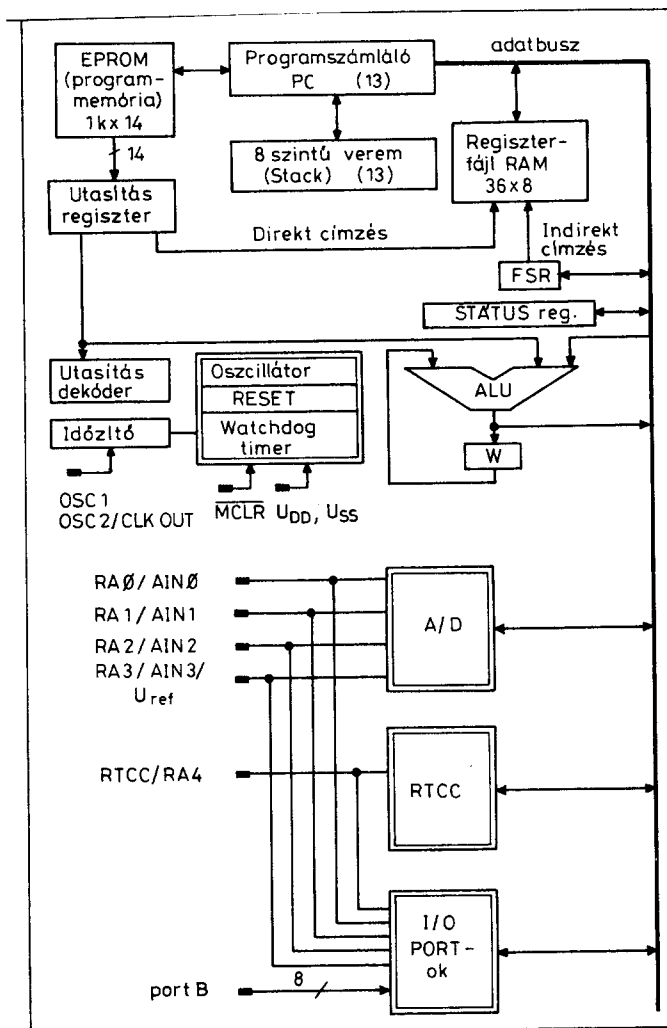 EPROM
(program-
memória)
1k x 14
Programszámláló
PC (13)
adatbusz
14
8 szintű verem
(Stack) (13)
Regiszter-
fájl RAM
36 x 8
Utasítás
regiszter
Direkt címzés
Indirekt
címzés
FSR
STÁTUS reg.
Utasítás
dekóder
Oszcillátor
RESET
Watchdog
timer
ALU
Időzítő
W
OSC 1
OSC2/CLK OUT
MCLR UDD, USS
RAØ/AINØ
RA1/AIN1
RA2/AIN2
RA3/AIN3/
Uref
A/D
RTCC/RA4
RTCC
I/O
PORT-
ok
port B
8